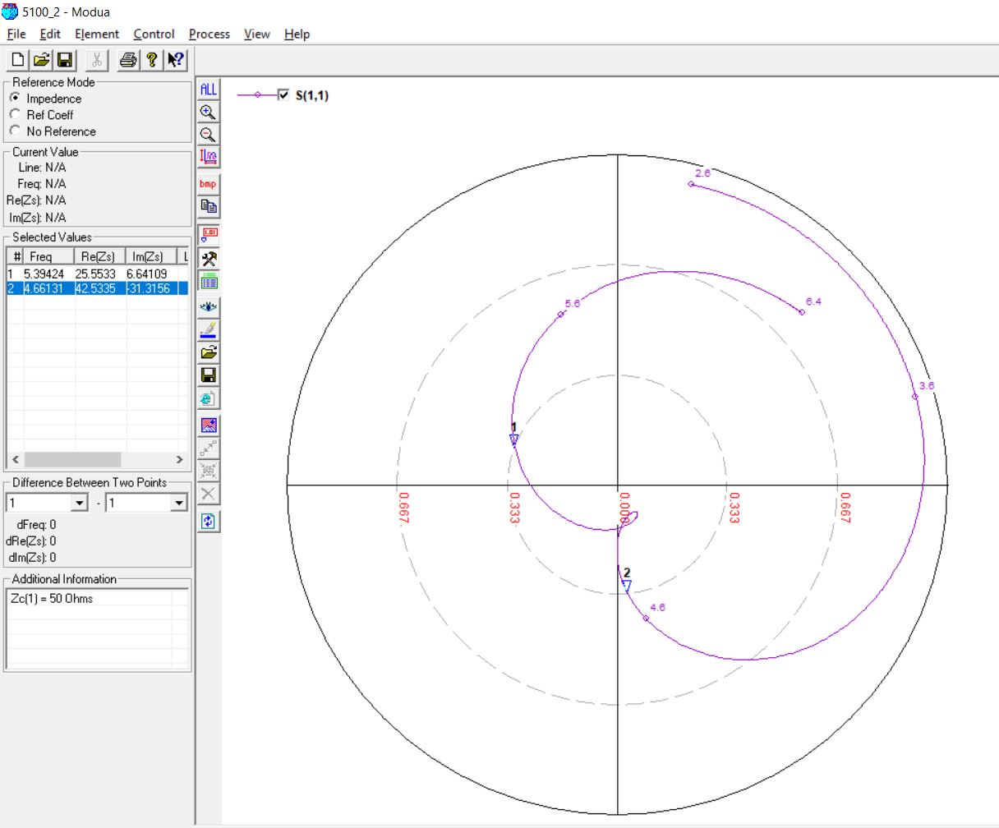 5100_2 - Modua
File Edit Element Control Process View Help
Reference Mode
Impedence
Ref Coeff
No Reference
Current Value
Line: N/A
Freq: N/A
Re(Zs): N/A
Im(Zs): N/A
Selected Values
# Freq Re(Zs) Im(Zs) L
1 5.39424 25.5533 6.64109
2 4.66131 42.5335 -31.3156
Difference Between Two Points
1 - 1
dFreq: 0
dRe(Zs): 0
dIm(Zs): 0
Additional Information
Zc(1) = 50 Ohms
ALL
bmp
1.01
S(1,1)
2.6
5.6
6.4
3.6
1
0.667
0.333
0.000
0.333
0.667
2
4.6